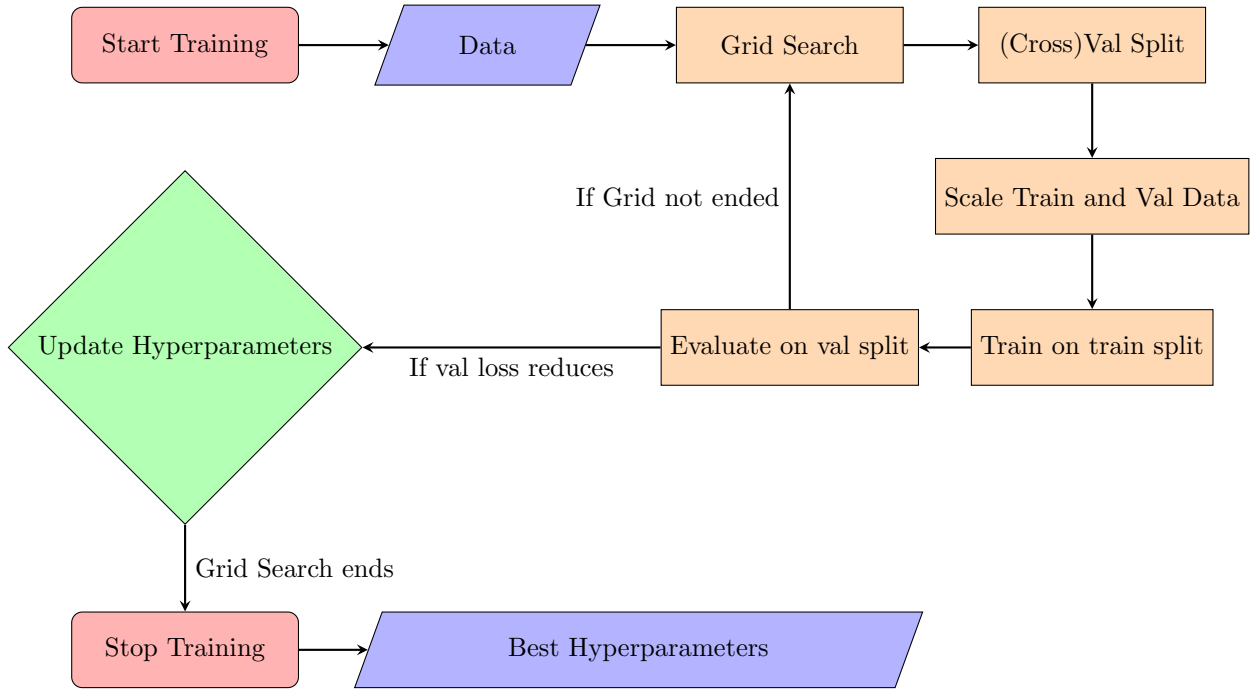 Start Training
Data
Grid Search
(Cross)Val Split
If Grid not ended
Scale Train and Val Data
Update Hyperparameters
If val loss reduces
Evaluate on val split
Train on train split
Grid Search ends
Stop Training
Best Hyperparameters